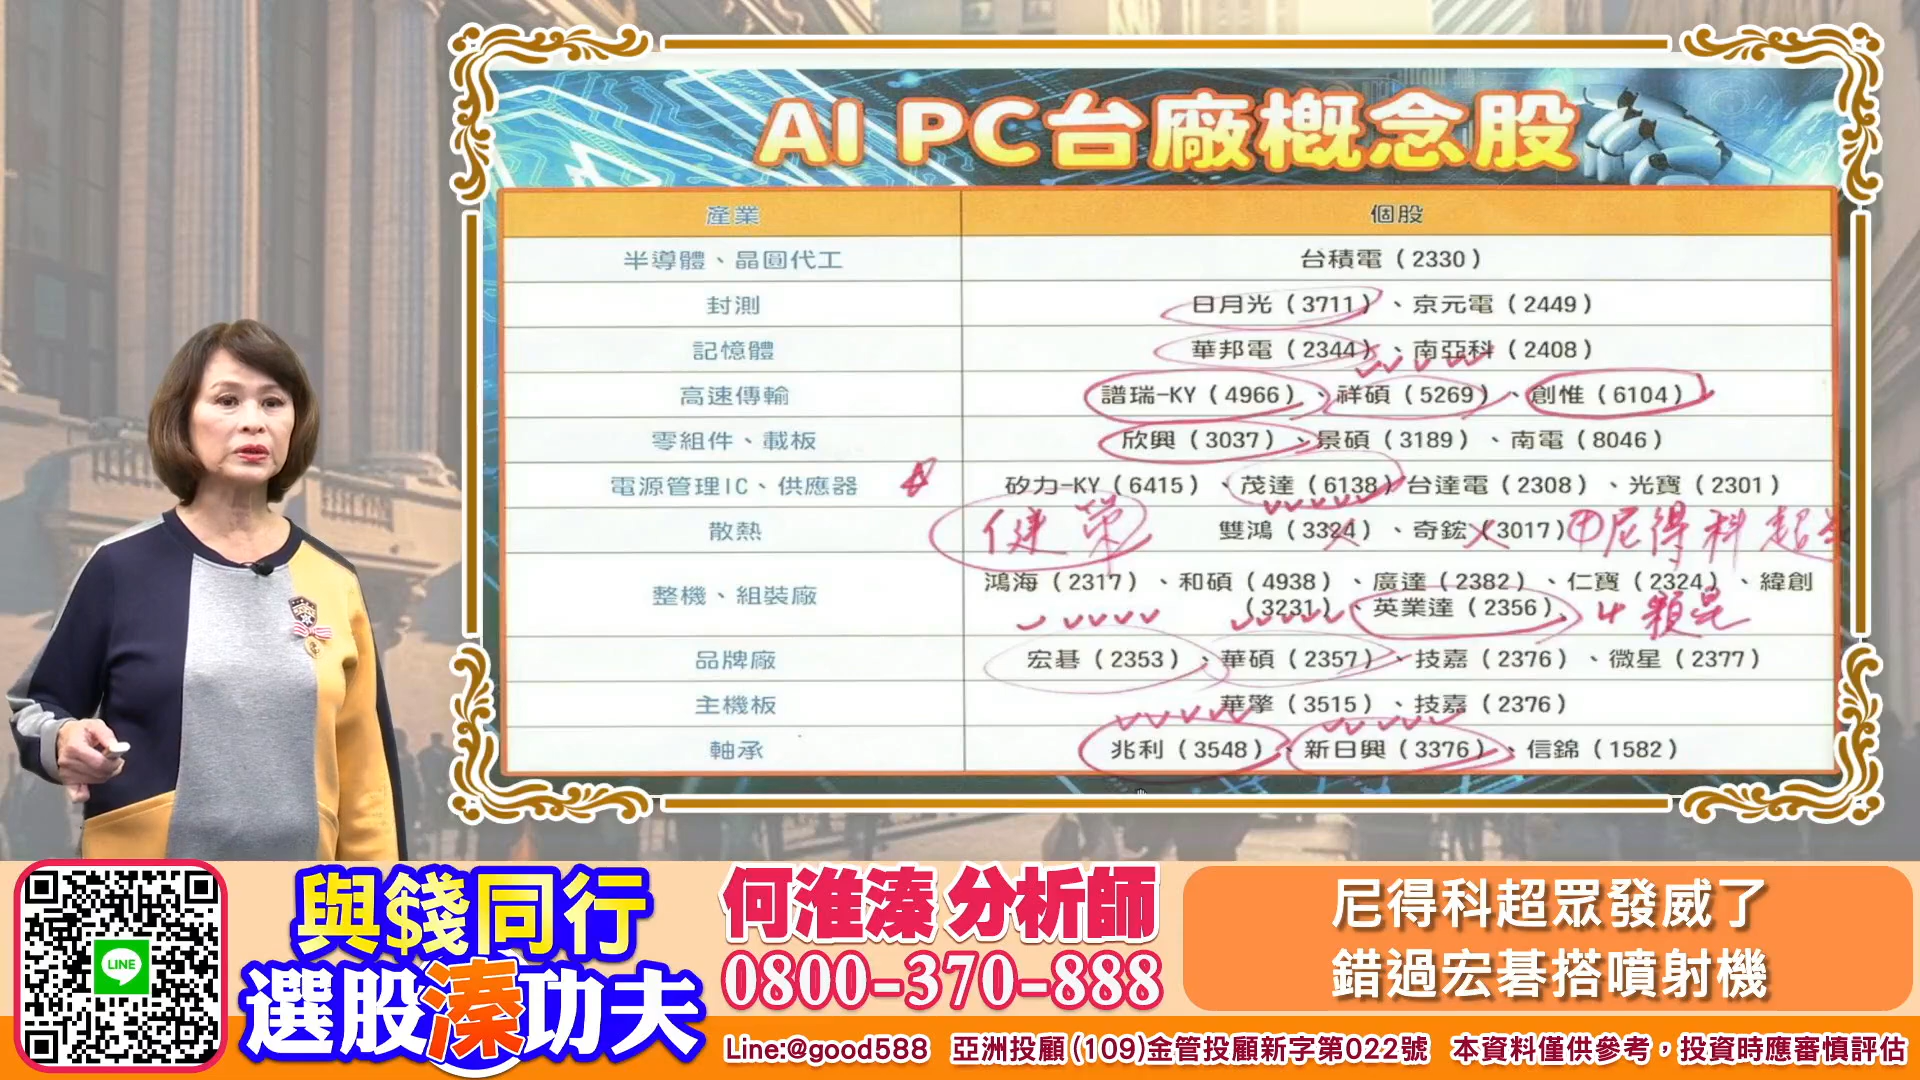 AI PC台廠概念股
產業 個股
半導體、晶圓代工 台積電（2330）
封測 日月光（3711）、京元電（2449）
記憶體 華邦電（2344）、南亞科（2408）
高速傳輸 譜瑞-KY（4966）、祥碩（5269）、創惟（6104）
零組件、載板 欣興（3037）、景碩（3189）、南電（8046）
電源管理IC、供應器 矽力-KY（6415）、茂達（6138）台達電（2308）、光寶（2301）
散熱 健榮 雙鴻（3324）、奇鋐（3017）尼得科超
整機、組裝廠 鴻海（2317）、和碩（4938）、廣達（2382）、仁寶（2324）、緯創
（3231）、英業達（2356）、4顆星
品牌廠 宏碁（2353）、華碩（2357）、技嘉（2376）、微星（2377）
主機板 華擎（3515）、技嘉（2376）
軸承 兆利（3548）、新日興（3376）、信錦（1582）
LINE
與錢同行
選股溱功夫
何淮溱 分析師
0800-370-888
尼得科超眾發威了
錯過宏碁搭噴射機
Line:@good588 亞洲投顧(109)金管投顧新字第022號 本資料僅供參考，投資時應審慎評估